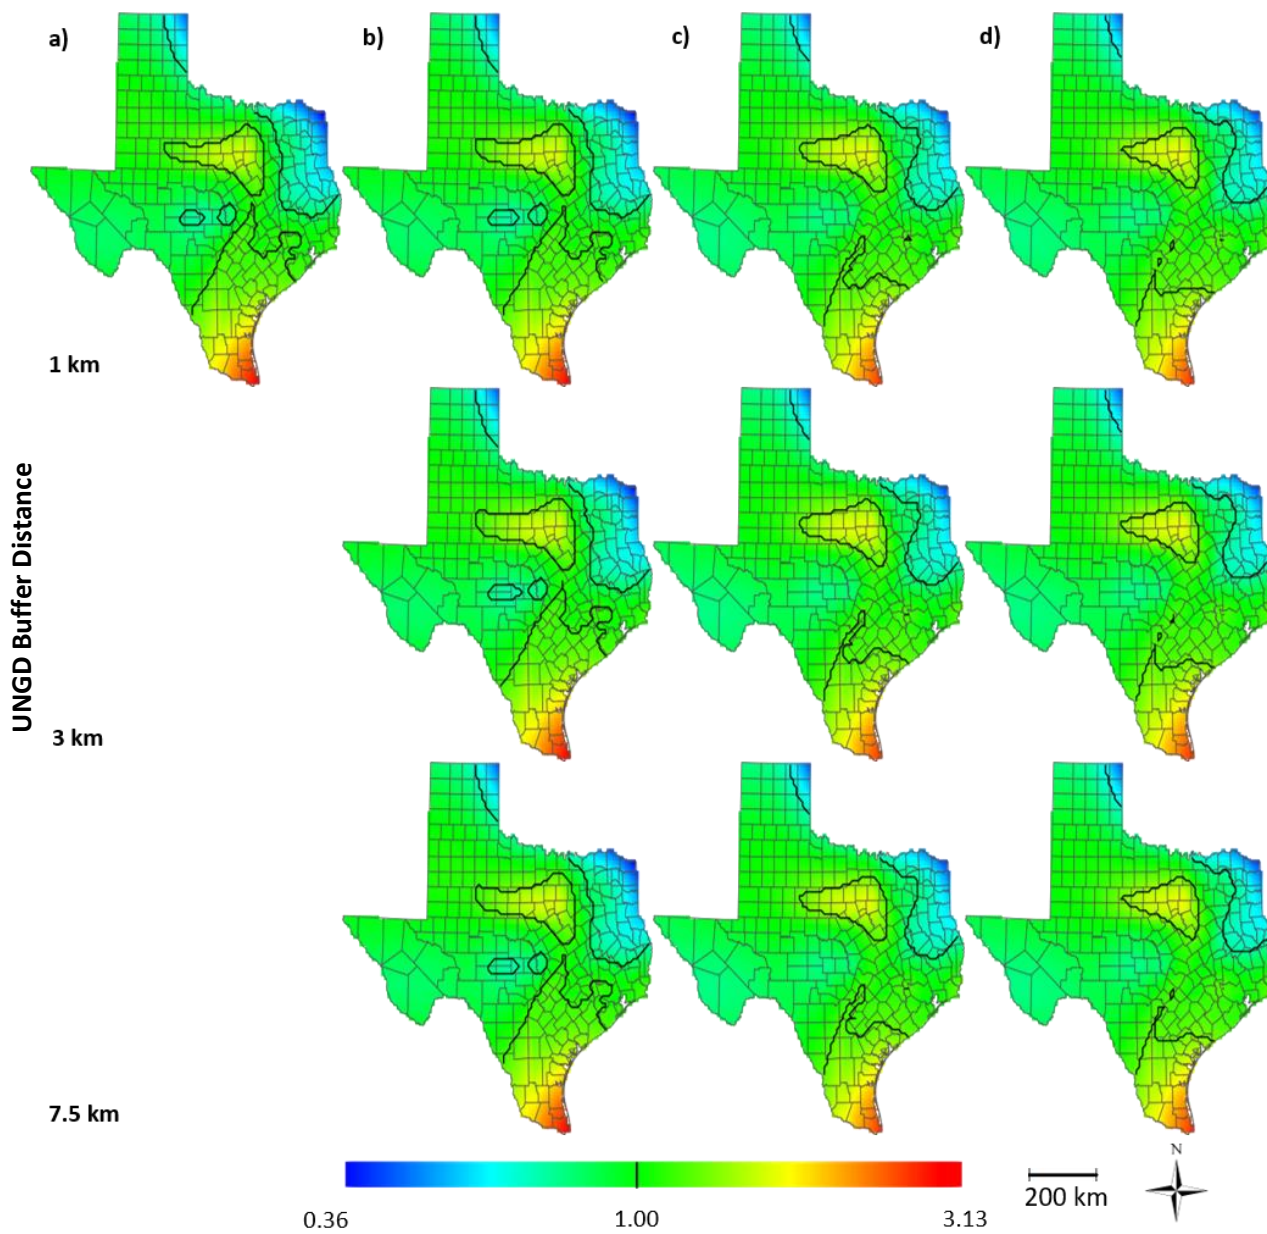 a)
b)
c)
d)
1 km
UNGD Buffer Distance
3 km
7.5 km
N
200 km
0.36
1.00
3.13